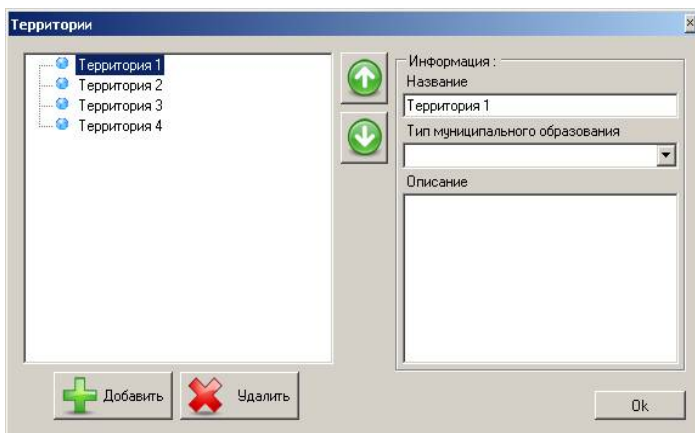 Территории
Территория 1
Территория 2
Территория 3
Территория 4
Информация :
Название
Территория 1
Тип муниципального образования
Описание
Добавить
Удалить
Ok